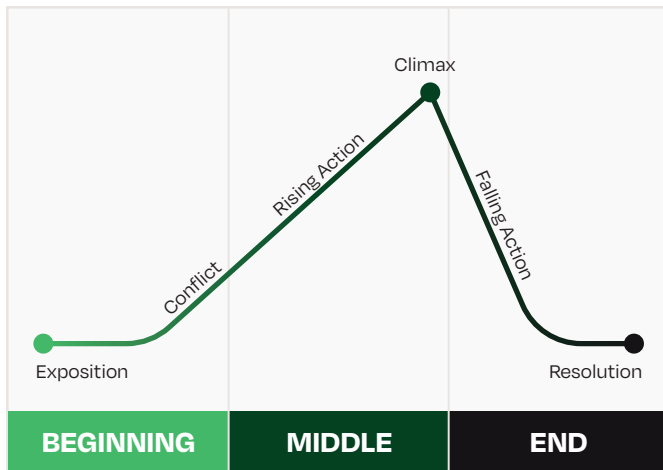 Climax
Rising Action
Falling Action
Conflict
Exposition
Resolution
BEGINNING
MIDDLE
END